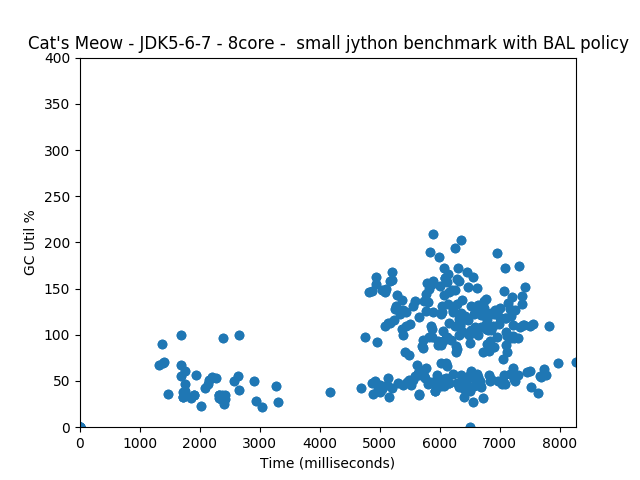 Cat's Meow - JDK5-6-7 - 8core -  small jython benchmark with BAL policy
400
350
300
250
200
150
100
50
0
GC Util %
0 1000 2000 3000 4000 5000 6000 7000 8000
Time (milliseconds)